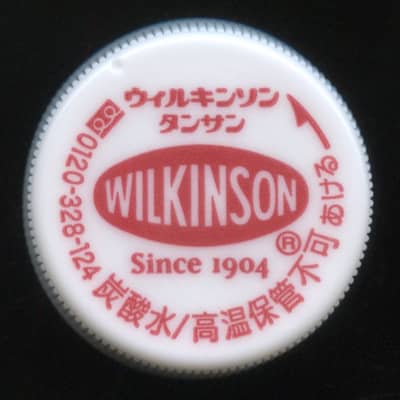 ウィルキンソン
タンサン
WILKINSON
®
Since 1904
0120-328-124
炭酸水/高温保管不可
あける